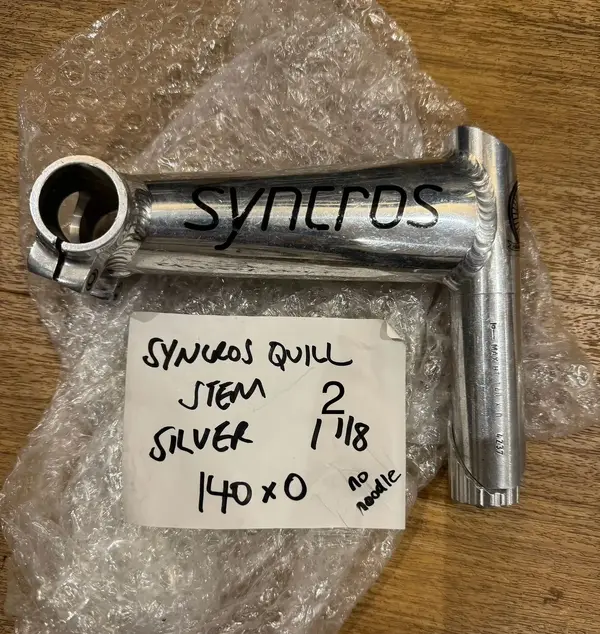 syncros
SYNCROS QUILL
STEM 2
SILVER 1 1/8
140 x 0
no
noodle